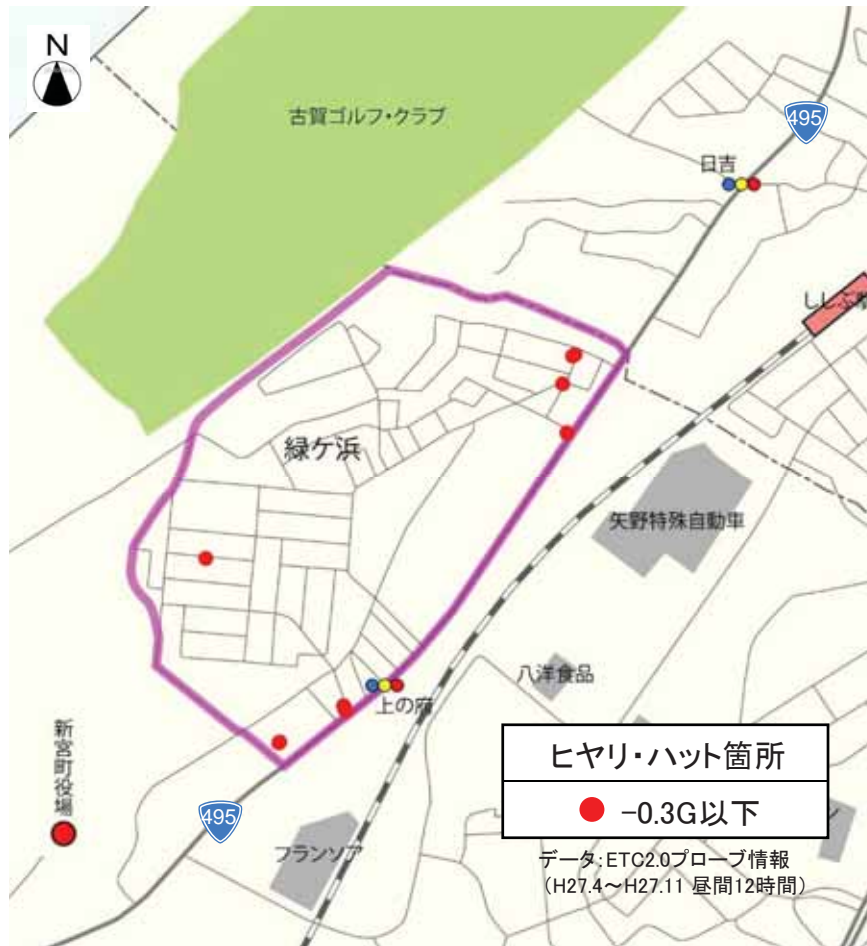 N
古賀ゴルフ・クラブ
495
日吉
ししぶ
緑ケ浜
矢野特殊自動車
八洋食品
上の府
新宮町役場
495
フランソア
ヒヤリ・ハット箇所
-0.3G以下
データ:ETC2.0プローブ情報
(H27.4～H27.11 昼間12時間)